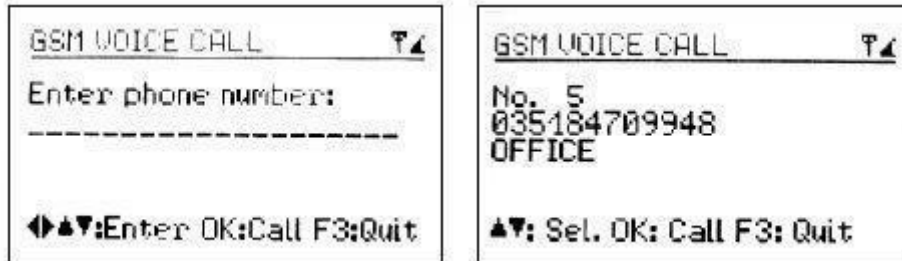 GSM VOICE CALL
Enter phone number:
--------------------
◀▶▲▼:Enter OK:Call F3:Quit
GSM VOICE CALL
No. 5
035184709948
OFFICE
▲▼: Sel. OK: Call F3: Quit